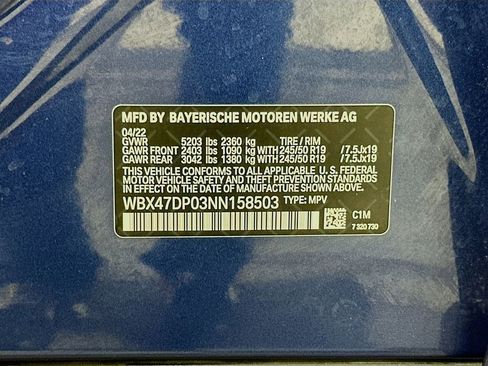 MFD BY BAYERISCHE MOTOREN WERKE AG
04/22
GVWR 5203 lbs 2360 kg TIRE / RIM
GAWR FRONT 2403 lbs 1090 kg WITH 245/50 R19 /7.5Jx19
GAWR REAR 3042 lbs 1380 kg WITH 245/50 R19 /7.5Jx19
THIS VEHICLE CONFORMS TO ALL APPLICABLE U. S. FEDERAL
MOTOR VEHICLE SAFETY, BUMPER, AND THEFT PREVENTION
STANDARDS IN EFFECT ON THE DATE OF MANUFACTURE SHOWN ABOVE.
WBX47DP03NN158503 TYPE: MPV
C1M
7 320 730